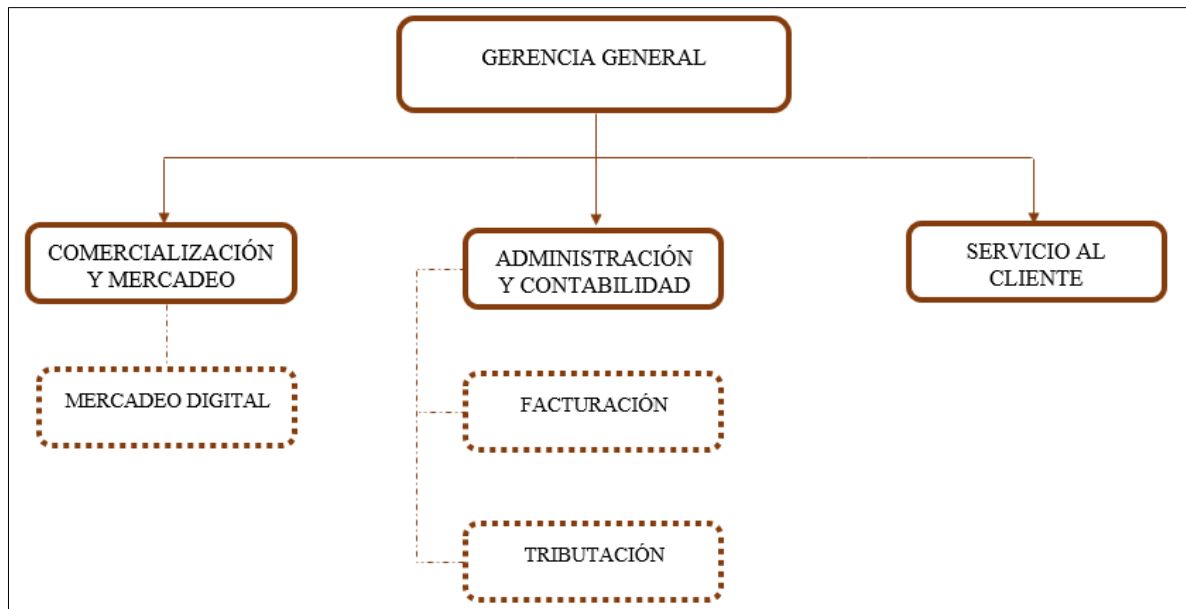 GERENCIA GENERAL
COMERCIALIZACIÓN
Y MERCADEO
ADMINISTRACIÓN
Y CONTABILIDAD
SERVICIO AL
CLIENTE
MERCADEO DIGITAL
FACTURACIÓN
TRIBUTACIÓN